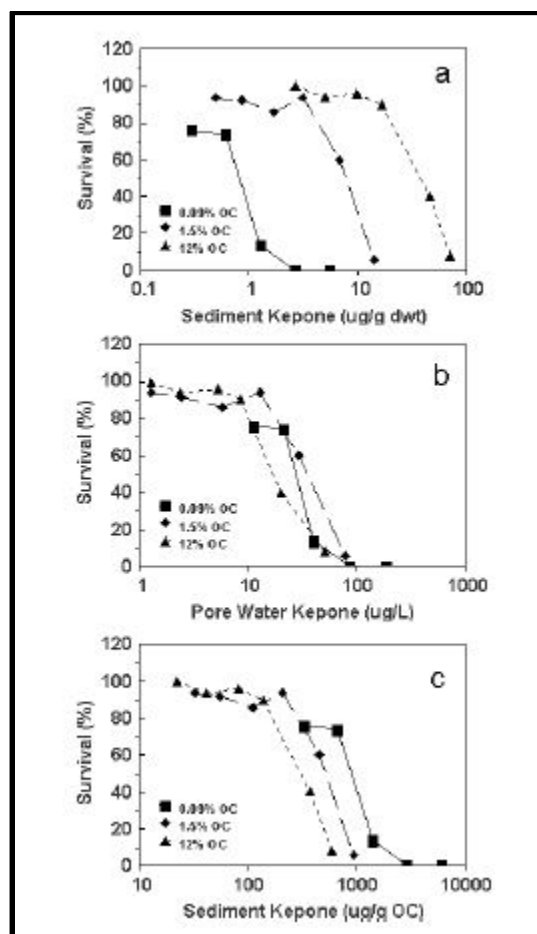 120
100
80
60
40
20
0
Survival (%)
a
0.09% OC
1.5% OC
12% OC
0.1 1 10 100
Sediment Kepone (ug/g dwt)
120
100
80
60
40
20
0
Survival (%)
b
0.09% OC
1.5% OC
12% OC
1 10 100 1000
Pore Water Kepone (ug/L)
120
100
80
60
40
20
0
Survival (%)
c
0.09% OC
1.5% OC
12% OC
10 100 1000 10000
Sediment Kepone (ug/g OC)